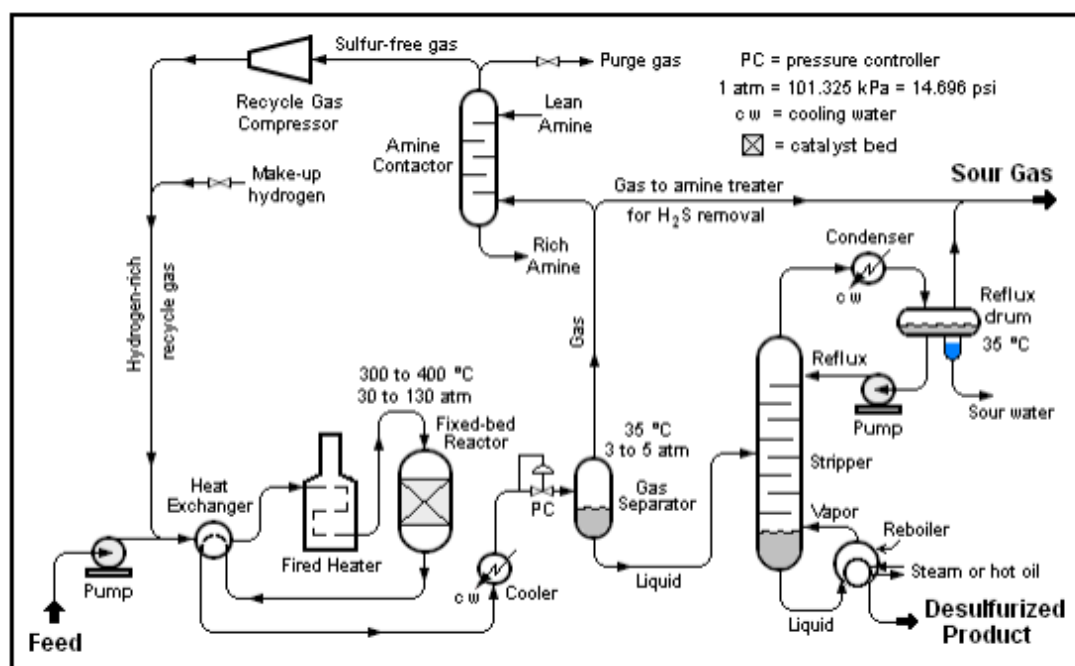 Sulfur-free gas
Purge gas
PC = pressure controller
1 atm = 101.325 kPa = 14.696 psi
c w = cooling water
= catalyst bed
Recycle Gas
Compressor
Lean
Amine
Amine
Contactor
Make-up
hydrogen
Gas to amine treater
for H₂S removal
Sour Gas
Rich
Amine
Condenser
c w
Reflux
drum
35 °C
Hydrogen-rich
recycle gas
Gas
Reflux
Pump
Sour water
300 to 400 °C
30 to 130 atm
Fixed-bed
Reactor
35 °C
3 to 5 atm
Gas
Separator
Stripper
Heat
Exchanger
PC
Vapor
Reboiler
Fired Heater
Steam or hot oil
Pump
c w
Cooler
Liquid
Liquid
Feed
Desulfurized
Product